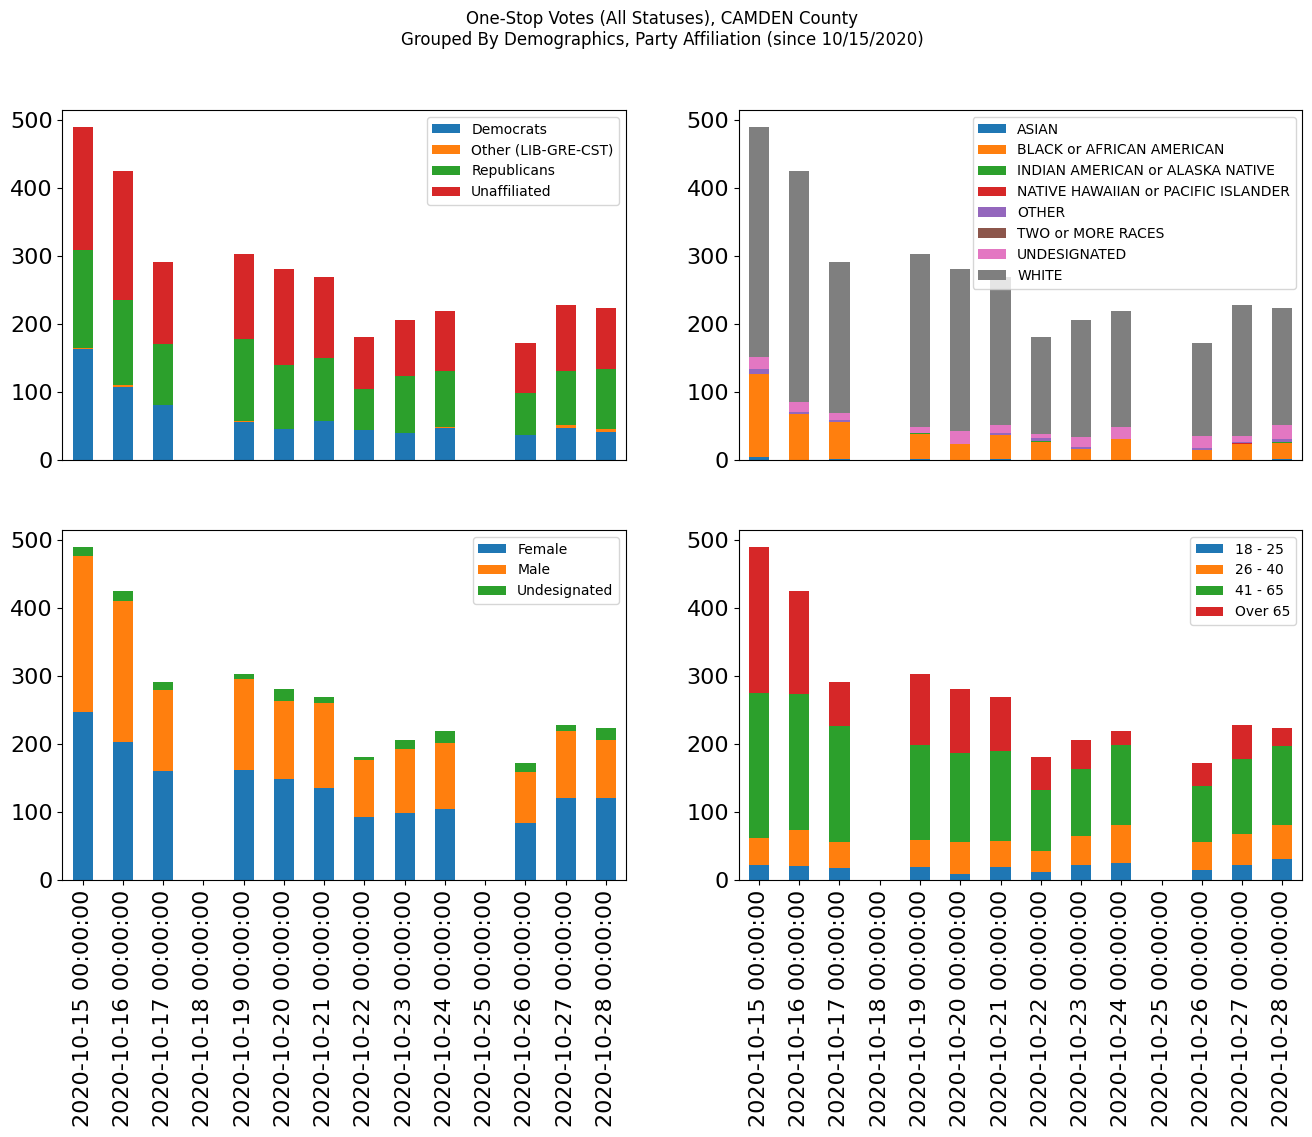 One-Stop Votes (All Statuses), CAMDEN County
Grouped By Demographics, Party Affiliation (since 10/15/2020)
500
400
300
200
100
0
Democrats
Other (LIB-GRE-CST)
Republicans
Unaffiliated
500
400
300
200
100
0
ASIAN
BLACK or AFRICAN AMERICAN
INDIAN AMERICAN or ALASKA NATIVE
NATIVE HAWAIIAN or PACIFIC ISLANDER
OTHER
TWO or MORE RACES
UNDESIGNATED
WHITE
500
400
300
200
100
0
Female
Male
Undesignated
2020-10-15 00:00:00
2020-10-16 00:00:00
2020-10-17 00:00:00
2020-10-18 00:00:00
2020-10-19 00:00:00
2020-10-20 00:00:00
2020-10-21 00:00:00
2020-10-22 00:00:00
2020-10-23 00:00:00
2020-10-24 00:00:00
2020-10-25 00:00:00
2020-10-26 00:00:00
2020-10-27 00:00:00
2020-10-28 00:00:00
500
400
300
200
100
0
18 - 25
26 - 40
41 - 65
Over 65
2020-10-15 00:00:00
2020-10-16 00:00:00
2020-10-17 00:00:00
2020-10-18 00:00:00
2020-10-19 00:00:00
2020-10-20 00:00:00
2020-10-21 00:00:00
2020-10-22 00:00:00
2020-10-23 00:00:00
2020-10-24 00:00:00
2020-10-25 00:00:00
2020-10-26 00:00:00
2020-10-27 00:00:00
2020-10-28 00:00:00